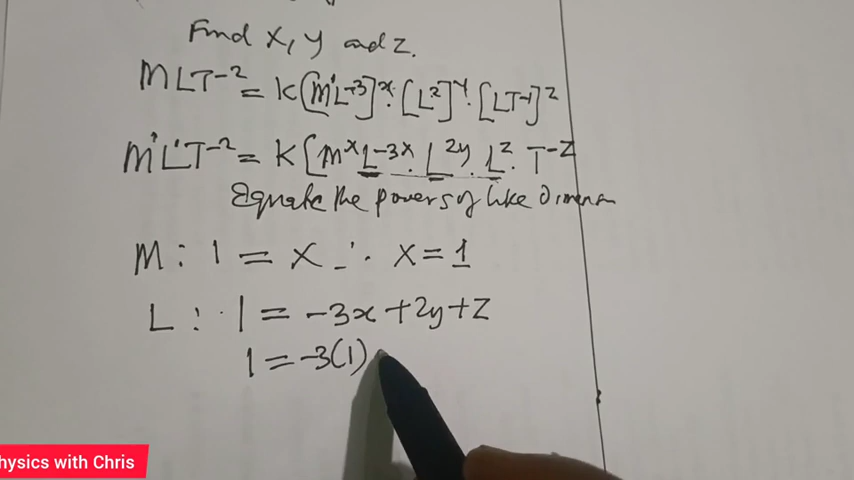 Find x, y and z.
MLT⁻² = K[M¹L⁻³]ˣ · [L²]ʸ · [LT⁻¹]ᶻ
M¹L¹T⁻² = K[Mˣ L⁻³ˣ · L²ʸ · Lᶻ · T⁻ᶻ
Equate the powers of like Dimen
M : 1 = x ∴ x = 1
L : 1 = -3x + 2y + z
1 = -3(1)
hysics with Chris